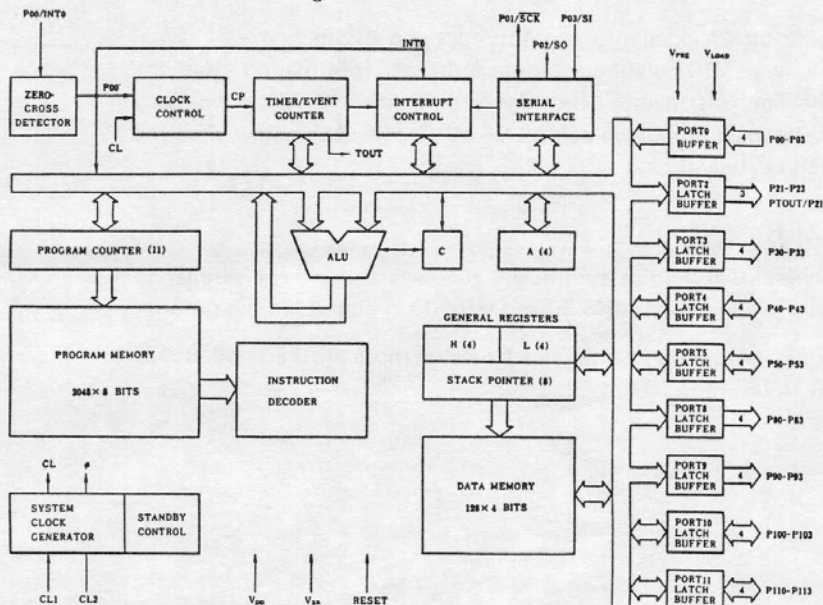 P00/INT0
P01/SCK P03/SI
P02/SO
INT0
VPRE VLOAD
ZERO-
CROSS
DETECTOR
P00
CLOCK
CONTROL
CP
CL
TIMER/EVENT
COUNTER
INTERRUPT
CONTROL
SERIAL
INTERFACE
TOUT
PORT0
BUFFER
4
P00-P03
PORT2
LATCH
BUFFER
3
P21-P23
PTOUT/P21
PROGRAM COUNTER (11)
ALU
C
A (4)
PORT3
LATCH
BUFFER
4
P30-P33
PROGRAM MEMORY
2048×8 BITS
INSTRUCTION
DECODER
GENERAL REGISTERS
H (4)
L (4)
STACK POINTER (8)
PORT4
LATCH
BUFFER
4
P40-P43
PORT5
LATCH
BUFFER
4
P50-P53
PORT8
LATCH
BUFFER
4
P80-P83
DATA MEMORY
128×4 BITS
PORT9
LATCH
BUFFER
4
P90-P93
CL
φ
SYSTEM
CLOCK
GENERATOR
STANDBY
CONTROL
PORT10
LATCH
BUFFER
4
P100-P103
PORT11
LATCH
BUFFER
4
P110-P113
CL1 CL2
VDD
VSS
RESET